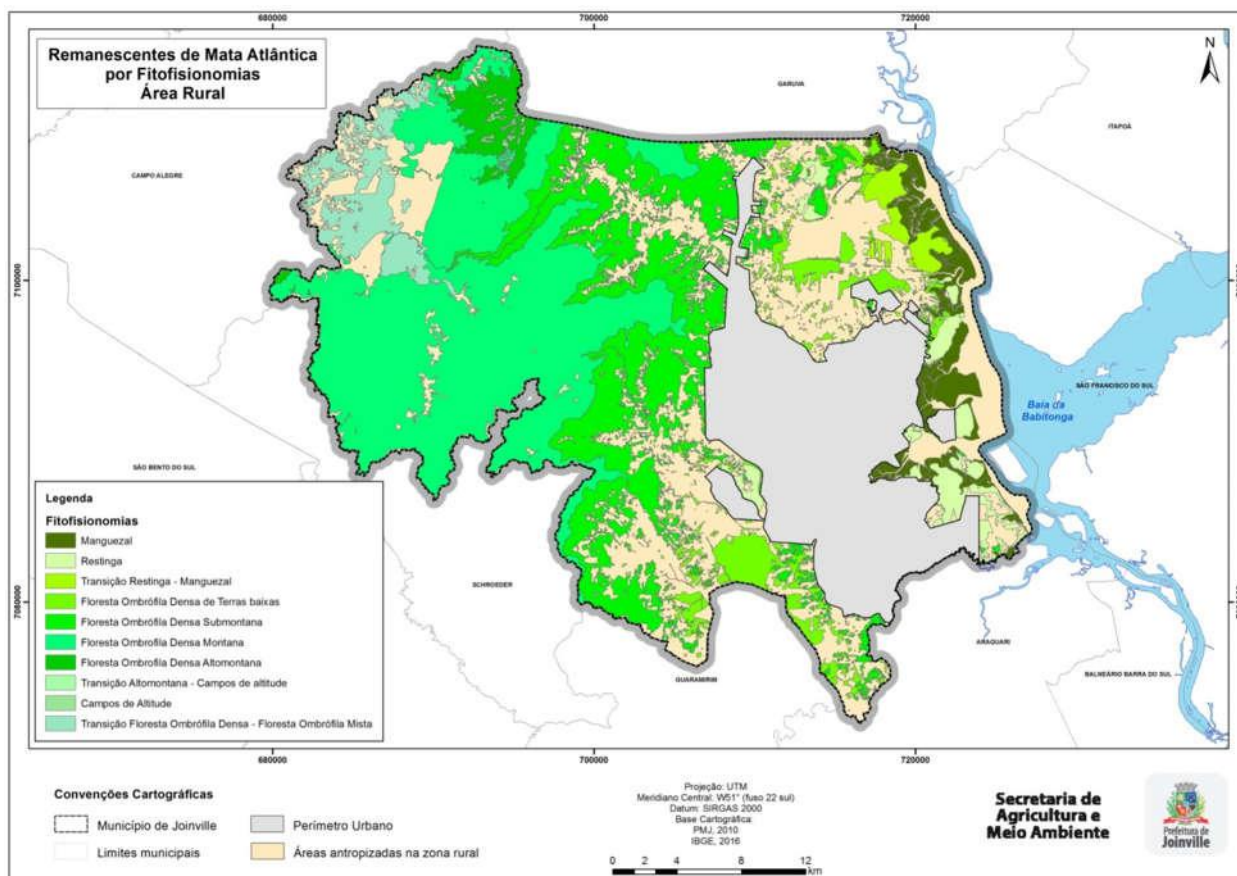 680000
700000
720000
Remanescentes de Mata Atlântica
por Fitofisionomias
Área Rural
N
GARUVA
ITAPOÁ
CAMPO ALEGRE
7100000
SÃO FRANCISCO DO SUL
Baía da
Babitonga
SÃO BENTO DO SUL
Legenda
Fitofisionomias
Manguezal
Restinga
Transição Restinga - Manguezal
Floresta Ombrófila Densa de Terras baixas
Floresta Ombrófila Densa Submontana
Floresta Ombrofila Densa Montana
Floresta Ombrofila Densa Altomontana
Transição Altomontana - Campos de altitude
Campos de Altitude
Transição Floresta Ombrófila Densa - Floresta Ombrófila Mista
SCHROEDER
7080000
ARAQUARI
GUARAMIRIM
BALNEÁRIO BARRA DO SUL
680000
700000
720000
Convenções Cartográficas
Município de Joinville
Perímetro Urbano
Limites municipais
Áreas antropizadas na zona rural
Projeção: UTM
Meridiano Central: W51° (fuso 22 sul)
Datum: SIRGAS 2000
Base Cartográfica:
PMJ, 2010
IBGE, 2016
0 2 4 8 12
km
Secretaria de
Agricultura e
Meio Ambiente
Prefeitura de
Joinville